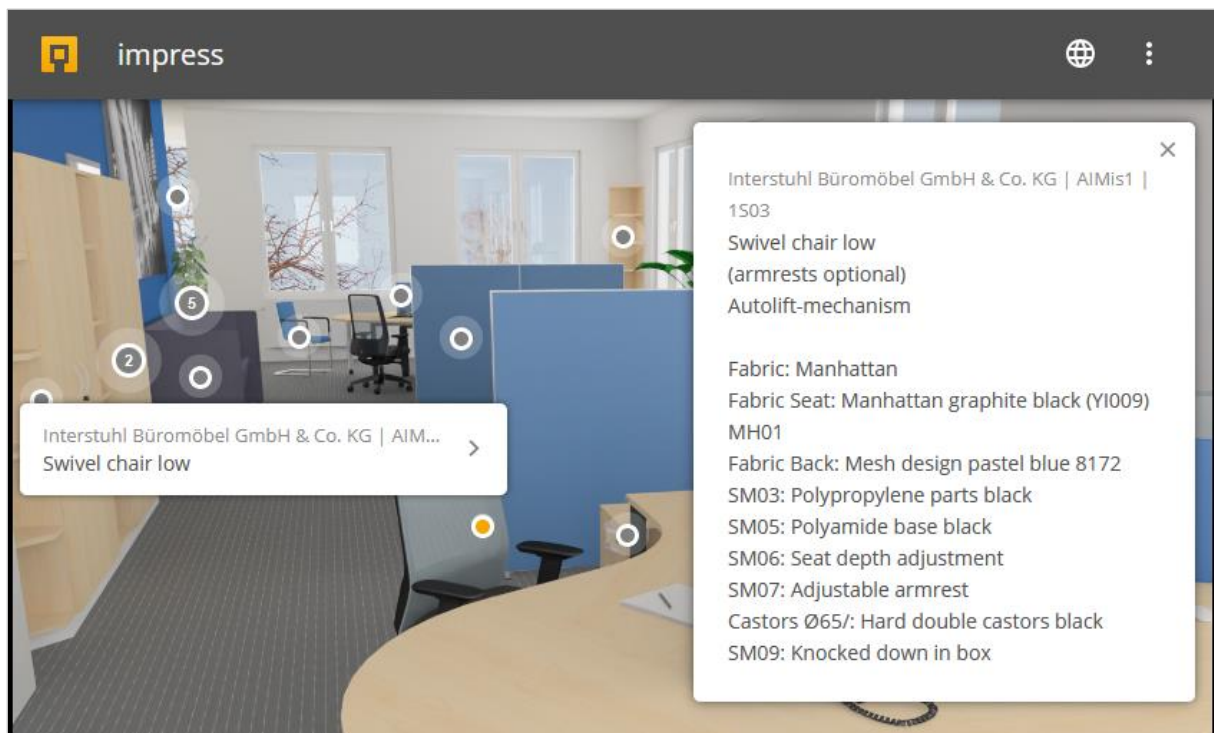 impress
5
2
Interstuhl Büromöbel GmbH & Co. KG | AIM...
Swivel chair low
Interstuhl Büromöbel GmbH & Co. KG | AIMis1 |
1S03
Swivel chair low
(armrests optional)
Autolift-mechanism
Fabric: Manhattan
Fabric Seat: Manhattan graphite black (YI009)
MH01
Fabric Back: Mesh design pastel blue 8172
SM03: Polypropylene parts black
SM05: Polyamide base black
SM06: Seat depth adjustment
SM07: Adjustable armrest
Castors Ø65/: Hard double castors black
SM09: Knocked down in box